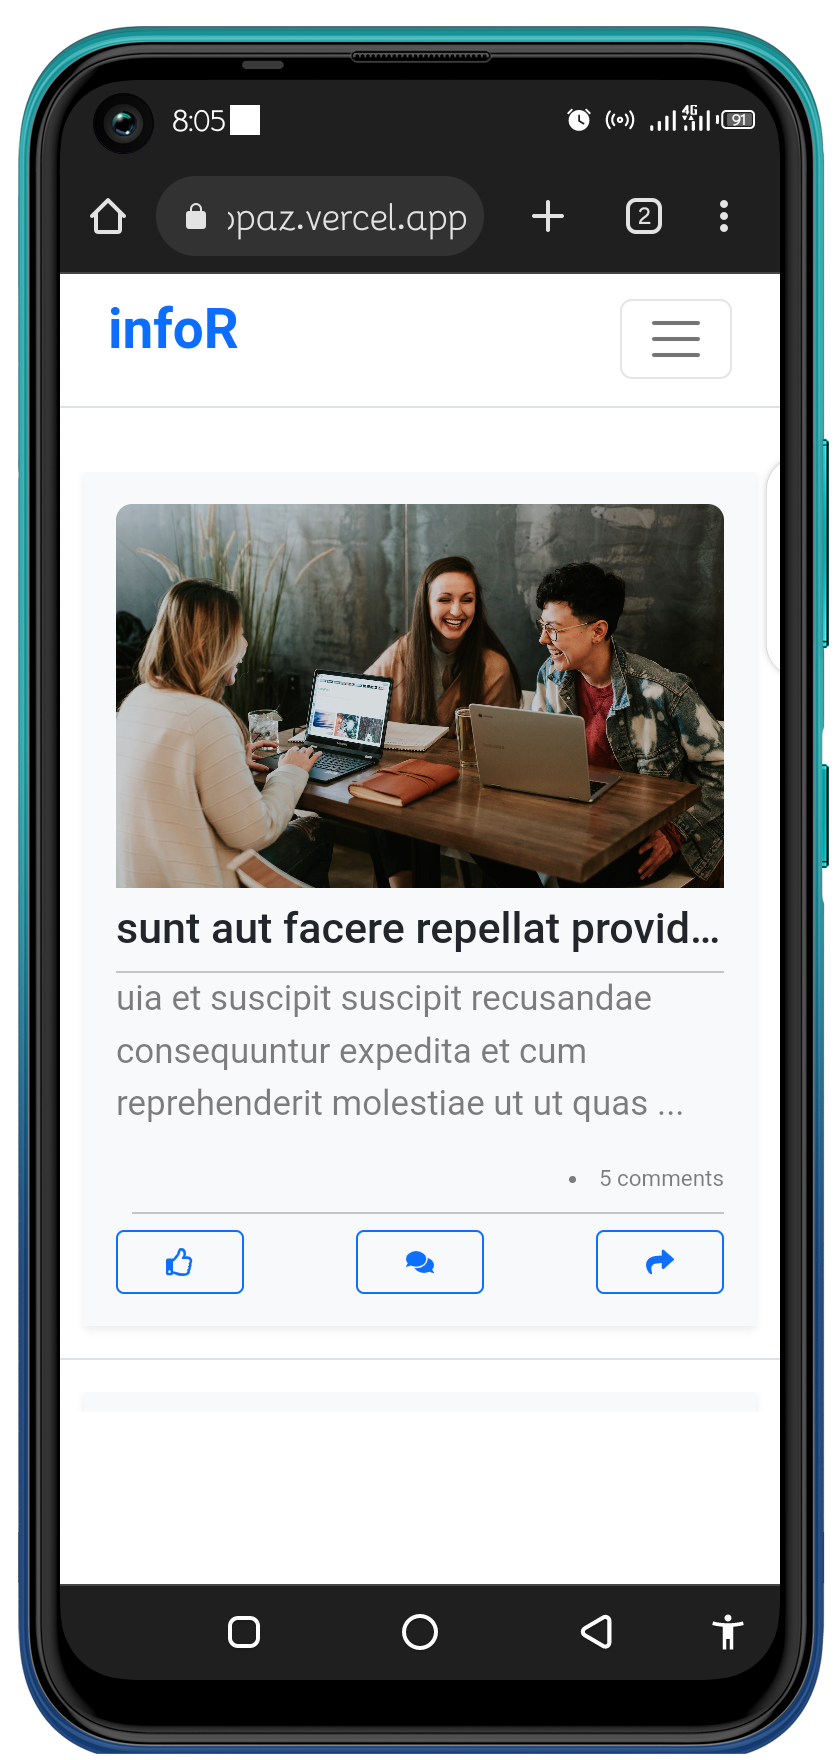 8:05
4G
91
opaz.vercel.app
2
infoR
sunt aut facere repellat provid...
uia et suscipit suscipit recusandae
consequuntur expedita et cum
reprehenderit molestiae ut ut quas ...
5 comments